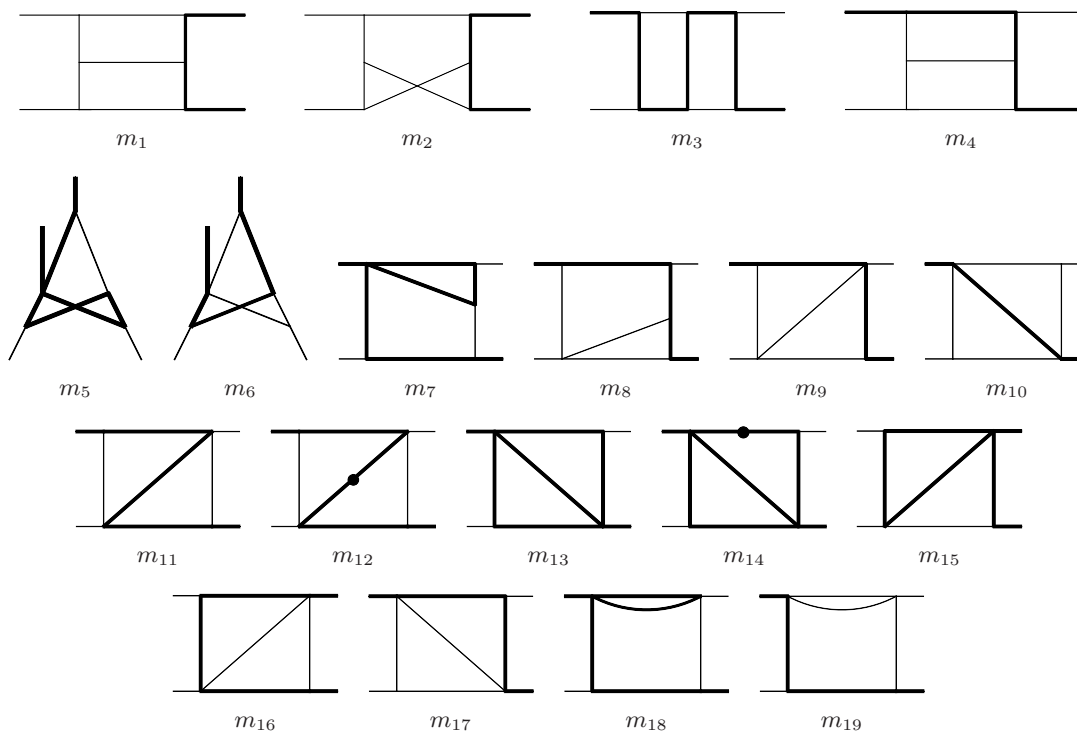 m₁ m₂ m₃ m₄
m₅ m₆ m₇ m₈ m₉ m₁₀
m₁₁ m₁₂ m₁₃ m₁₄ m₁₅
m₁₆ m₁₇ m₁₈ m₁₉